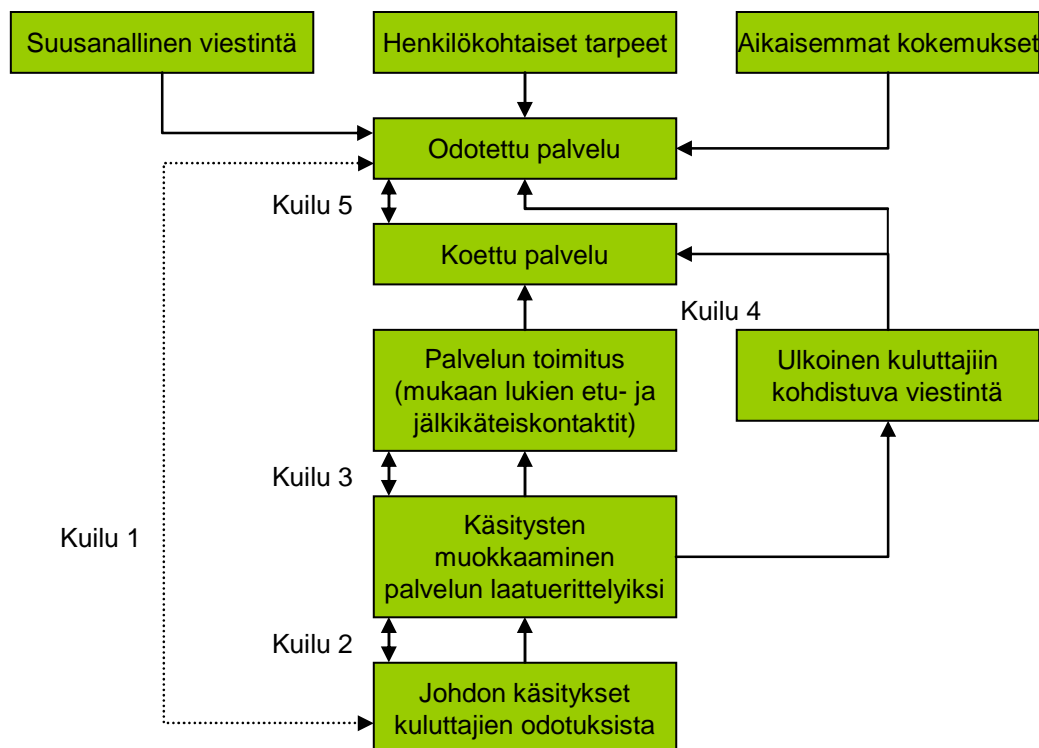 Suusanallinen viestintä
Henkilökohtaiset tarpeet
Aikaisemmat kokemukset
Odotettu palvelu
Kuilu 5
Koettu palvelu
Kuilu 4
Palvelun toimitus
(mukaan lukien etu- ja
jälkikäteiskontaktit)
Ulkoinen kuluttajiin
kohdistuva viestintä
Kuilu 3
Kuilu 1
Käsitysten
muokkaaminen
palvelun laatuerittelyiksi
Kuilu 2
Johdon käsitykset
kuluttajien odotuksista